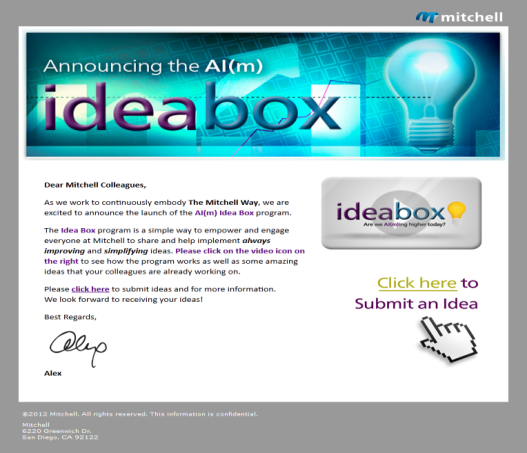 mitchell
Announcing the AI(m)
ideabox
Dear Mitchell Colleagues,
As we work to continuously embody The Mitchell Way, we are
excited to announce the launch of the AI(m) Idea Box program.
The Idea Box program is a simple way to empower and engage
everyone at Mitchell to share and help implement always
improving and simplifying ideas. Please click on the video icon on
the right to see how the program works as well as some amazing
ideas that your colleagues are already working on.
Please click here to submit ideas and for more information.
We look forward to receiving your ideas!
Best Regards,
Alex
Alex
ideabox
Are we AI(m)ing higher today?
Click here to
Submit an Idea
©2012 Mitchell. All rights reserved. This information is confidential.
Mitchell
6220 Greenwich Dr.
San Diego, CA 92122